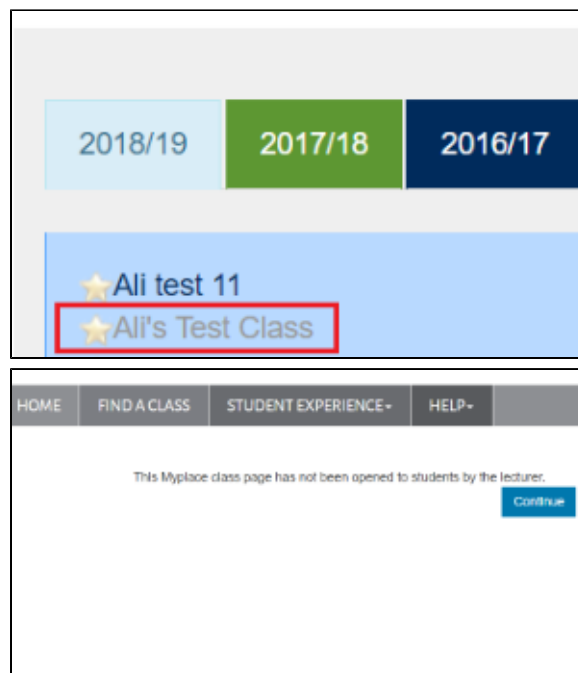 2018/19 2017/18 2016/17
Ali test 11
Ali's Test Class
HOME FIND A CLASS STUDENT EXPERIENCE HELP
This Myplace class page has not been opened to students by the lecturer.
Continue